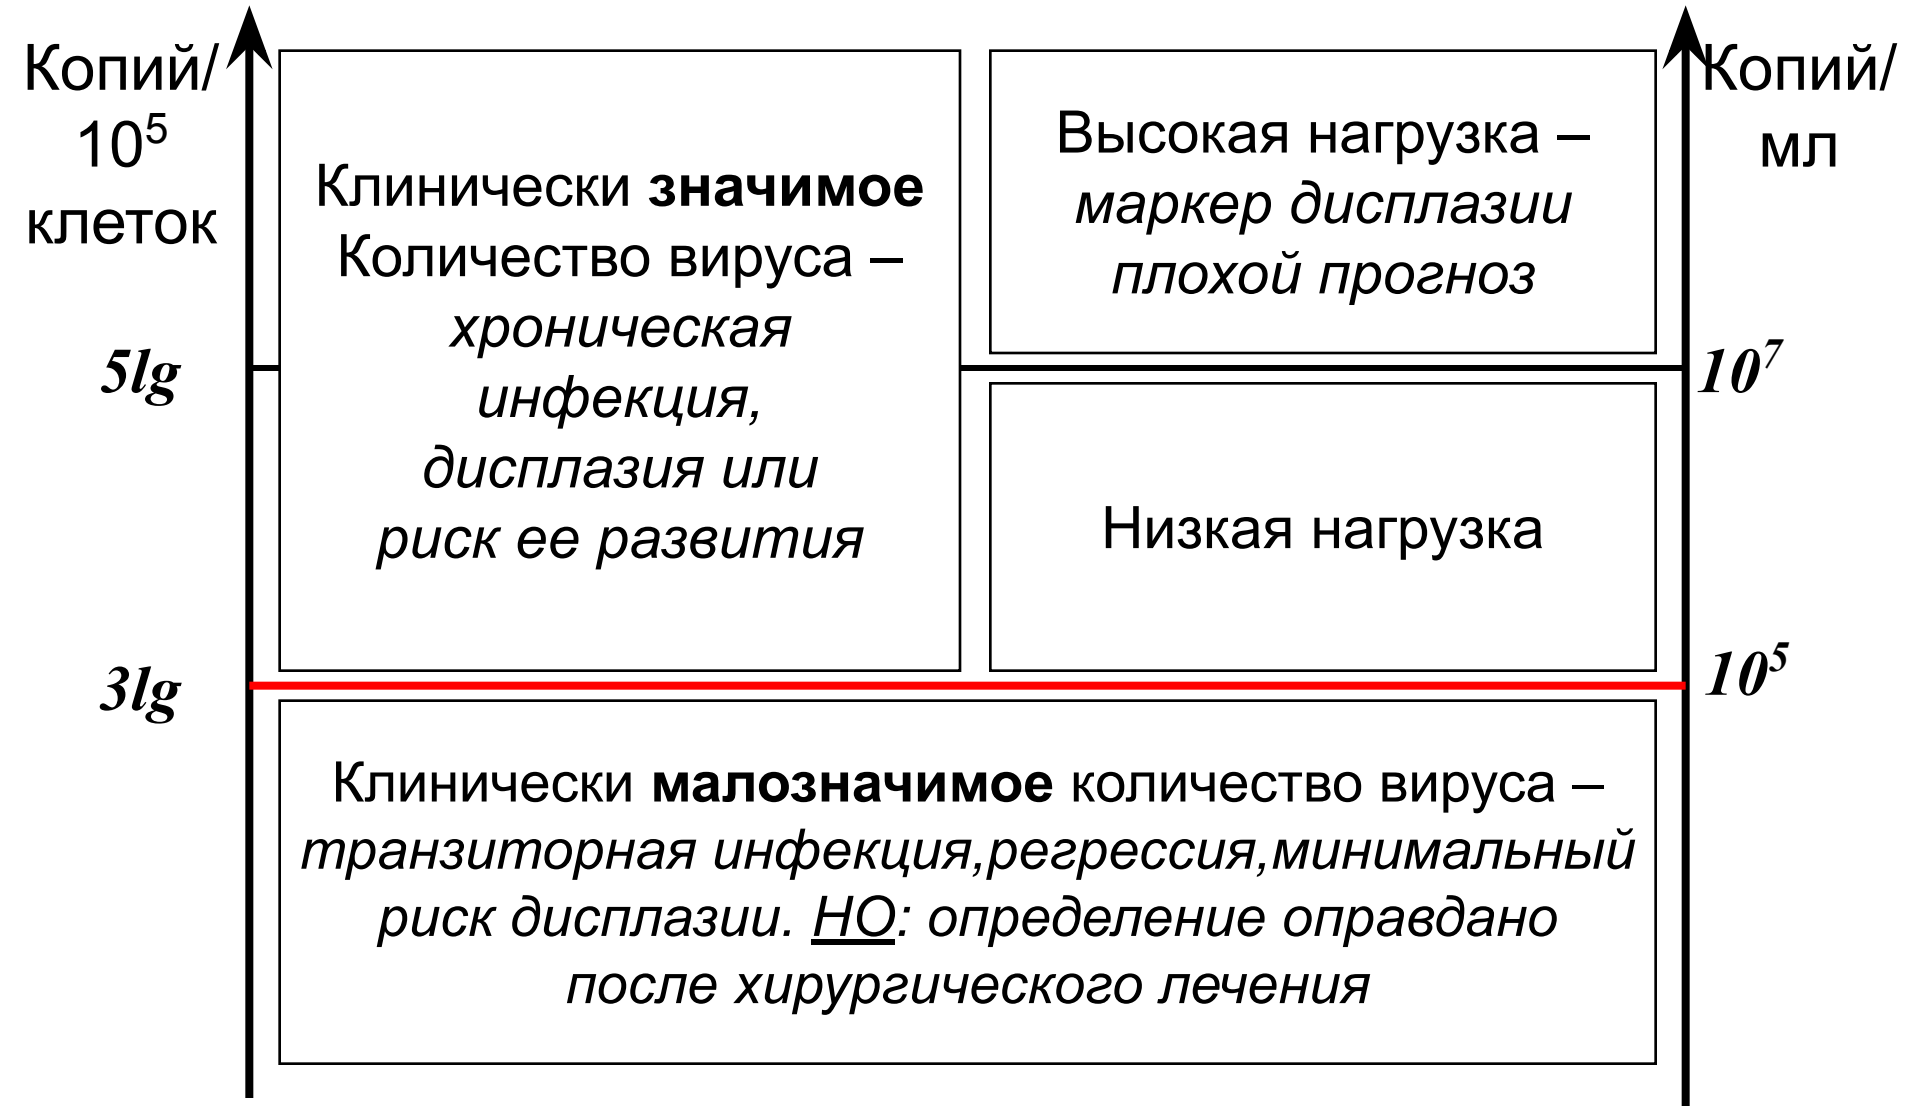 Копий/
10⁵
клеток
Клинически значимое
Количество вируса –
хроническая
инфекция,
дисплазия или
риск ее развития
Высокая нагрузка –
маркер дисплазии
плохой прогноз
Копий/
мл
5lg
10⁷
Низкая нагрузка
3lg
10⁵
Клинически малозначимое количество вируса –
транзиторная инфекция,регрессия,минимальный
риск дисплазии. НО: определение оправдано
после хирургического лечения